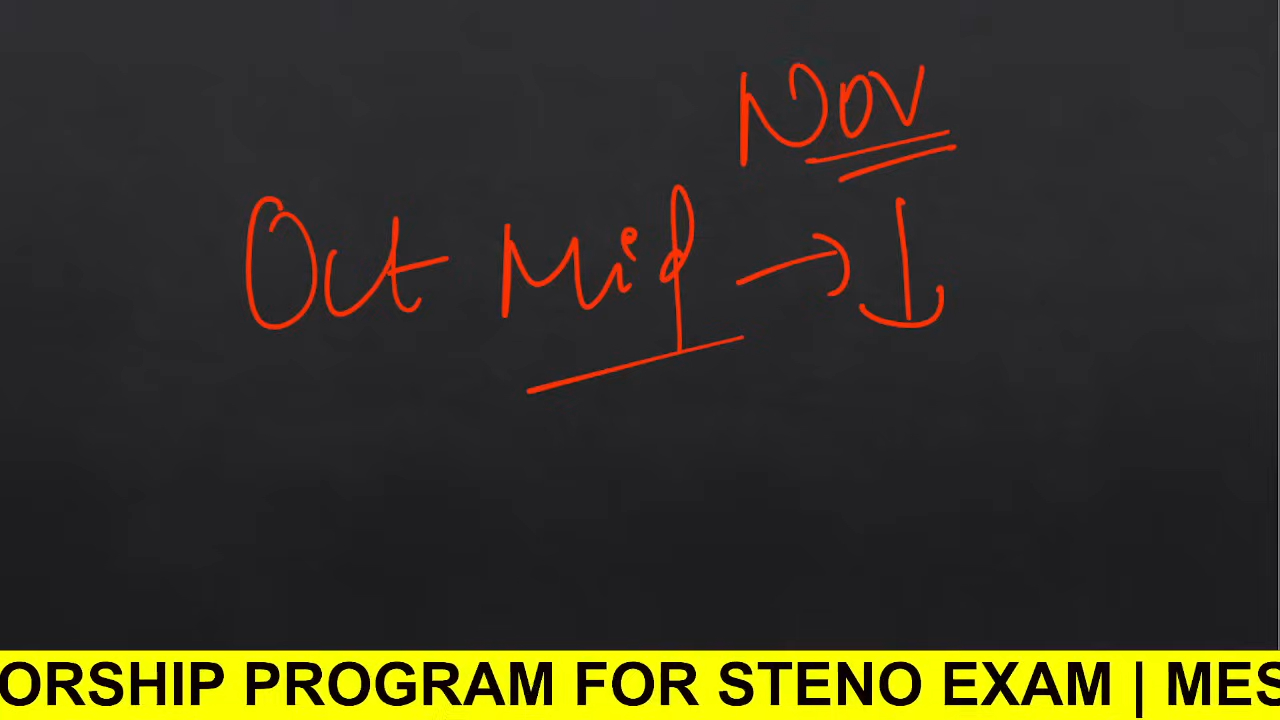 Nov
Oct Mid → ↓
ORSHIP PROGRAM FOR STENO EXAM | MES